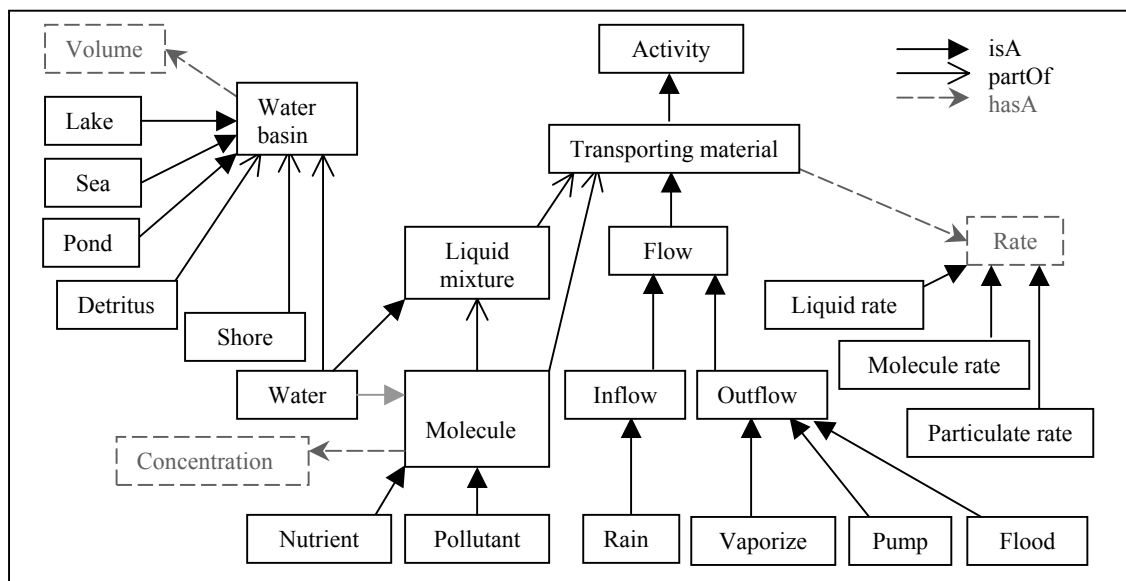 Volume
Activity
isA
partOf
hasA
Lake
Water
basin
Transporting material
Sea
Pond
Liquid
mixture
Flow
Rate
Detritus
Liquid rate
Shore
Molecule rate
Water
Inflow
Outflow
Molecule
Particulate rate
Concentration
Nutrient
Pollutant
Rain
Vaporize
Pump
Flood